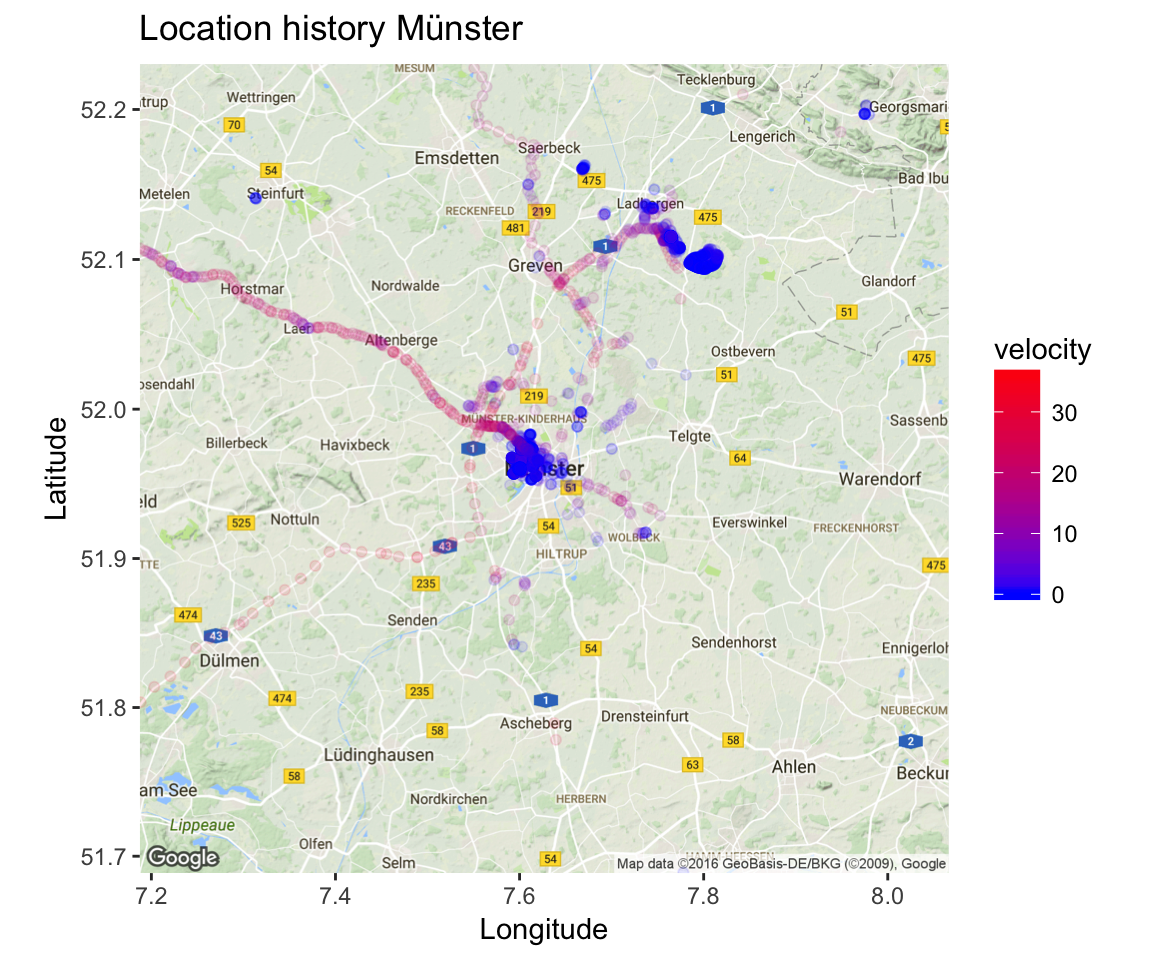 Location history Münster
MESUM
Tecklenburg
trup
Wettringen
1
Georgsmari
52.2
70
5
Lengerich
Saerbeck
Emsdetten
54
475
Bad Ibu
Metelen
Steinfurt
Ladbergen
RECKENFELD
219
475
481
1
52.1
Greven
Glandorf
Horstmar
Nordwalde
51
Laer
Altenberge
velocity
Ostbevern
475
51
osendahl
219
52.0
30
MÜNSTER-KINDERHAUS
Sassenb
Billerbeck
Havixbeck
1
Telgte
64
20
Münster
Warendorf
Latitude
51
eld
525
Nottuln
54
Everswinkel
FRECKENHORST
10
WOLBECK
43
51.9
HILTRUP
TTE
475
235
0
474
Senden
43
Sendenhorst
54
Ennigerloh
Dülmen
235
474
1
51.8
Drensteinfurt
NEUBECKUM
Ascheberg
58
58
2
Lüdinghausen
63
Ahlen
58
Beckum
am See
Nordkirchen
HERBERN
Lippeaue
Olfen
51.7
Google
Selm
54
Map data ©2016 GeoBasis-DE/BKG (©2009), Google
7.2
7.4
7.6
7.8
8.0
Longitude